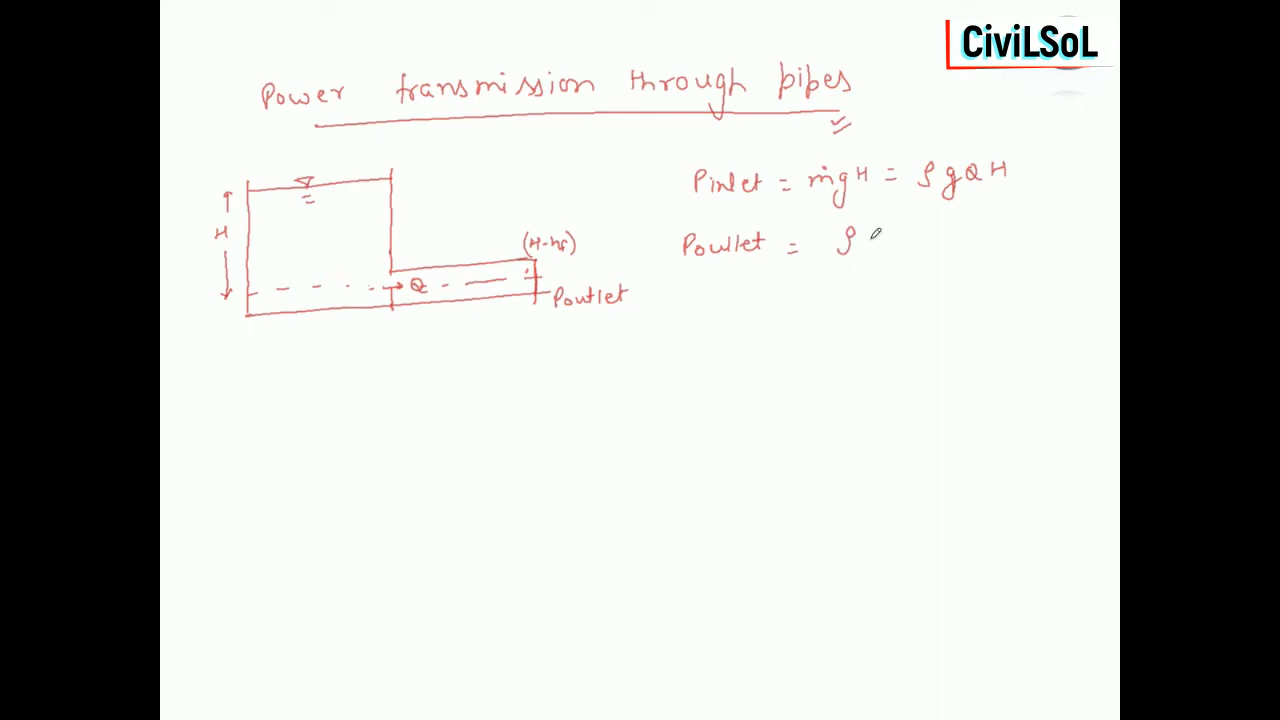 CiviLSoL
Power transmission through pipes
Pinlet = ṁgH = ρgQH
H
(H-hf)
Poutlet = ρ
Q
Poutlet